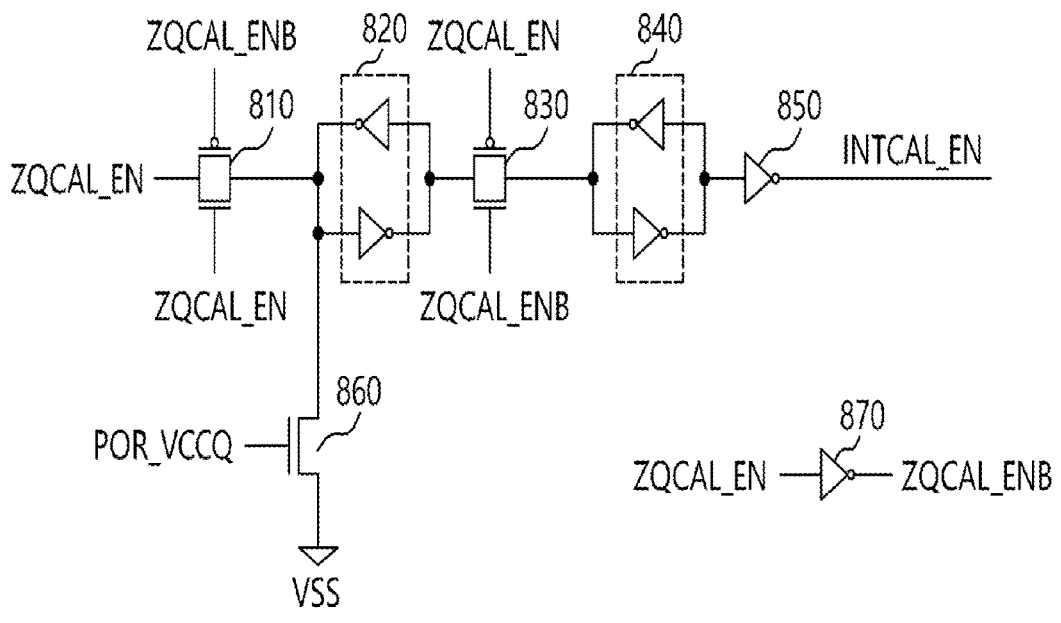 ZQCAL_ENB
820
ZQCAL_EN
840
810
830
850
ZQCAL_EN
INTCAL_EN
ZQCAL_EN
ZQCAL_ENB
860
POR_VCCQ
870
ZQCAL_EN
ZQCAL_ENB
VSS